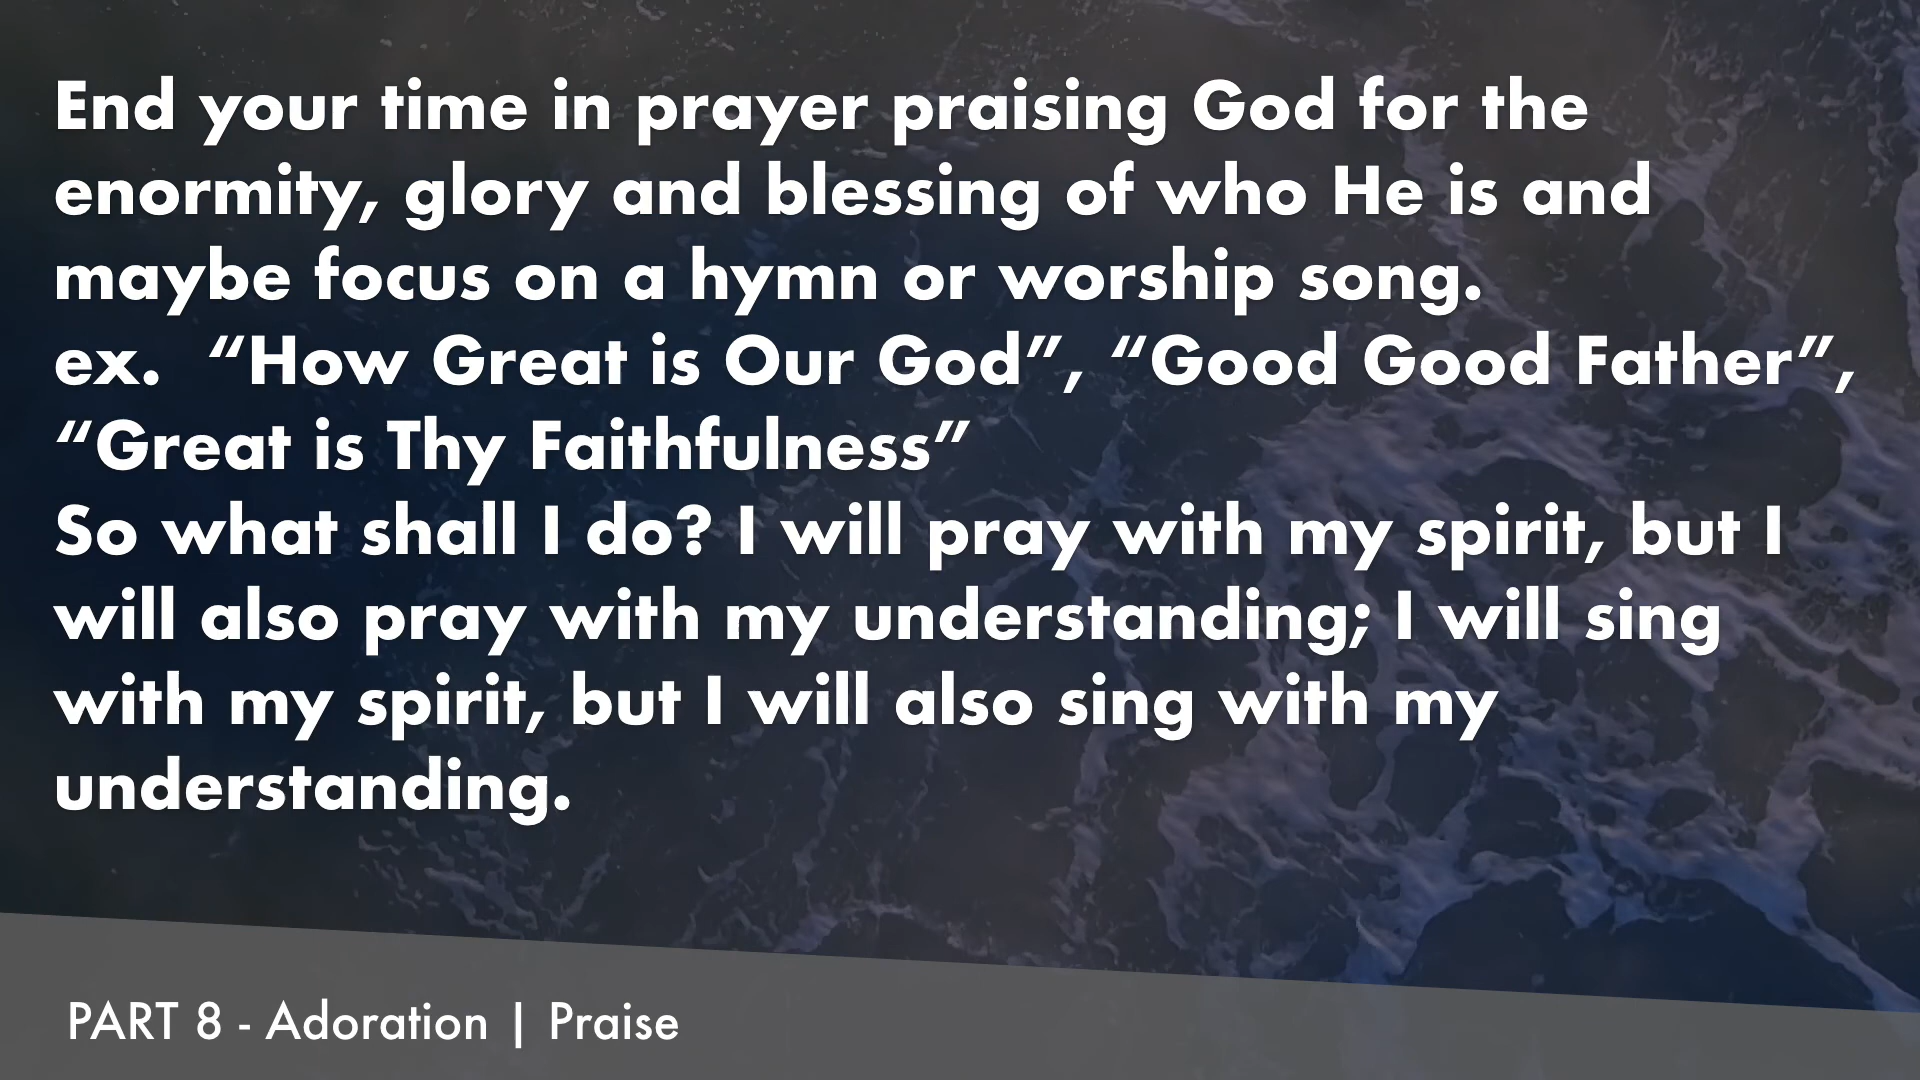 End your time in prayer praising God for the
enormity, glory and blessing of who He is and
maybe focus on a hymn or worship song.
ex.  “How Great is Our God”, “Good Good Father”,
“Great is Thy Faithfulness”
So what shall I do? I will pray with my spirit, but I
will also pray with my understanding; I will sing
with my spirit, but I will also sing with my
understanding.
PART 8 - Adoration | Praise